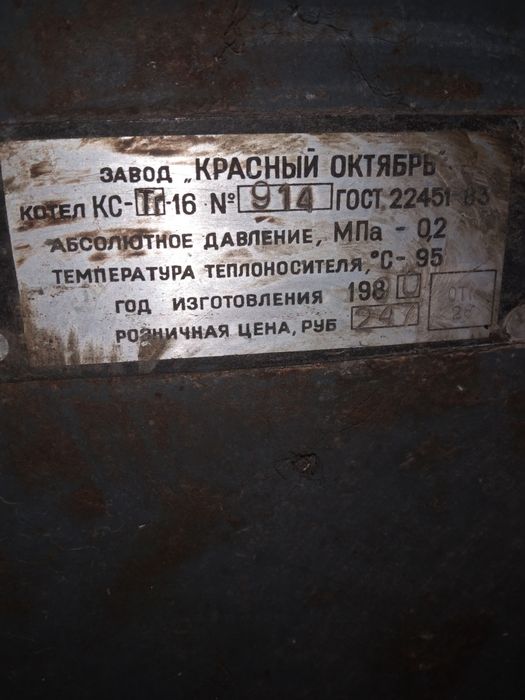 ЗАВОД „КРАСНЫЙ ОКТЯБРЬ"
КОТЕЛ КС-ТГ-16 № 914 ГОСТ 22451 83
АБСОЛЮТНОЕ ДАВЛЕНИЕ, МПа - 0,2
ТЕМПЕРАТУРА ТЕПЛОНОСИТЕЛЯ, °С - 95
ГОД ИЗГОТОВЛЕНИЯ 198
РОЗНИЧНАЯ ЦЕНА, РУБ 247